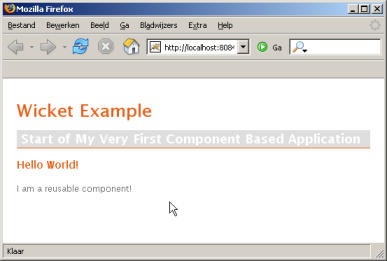 Mozilla Firefox
Bestand Bewerken Beeld Ga Bladwijzers Extra Help
http://localhost:808 Ga
Wicket Example
Start of My Very First Component Based Application
Hello World!
I am a reusable component!
Klaar